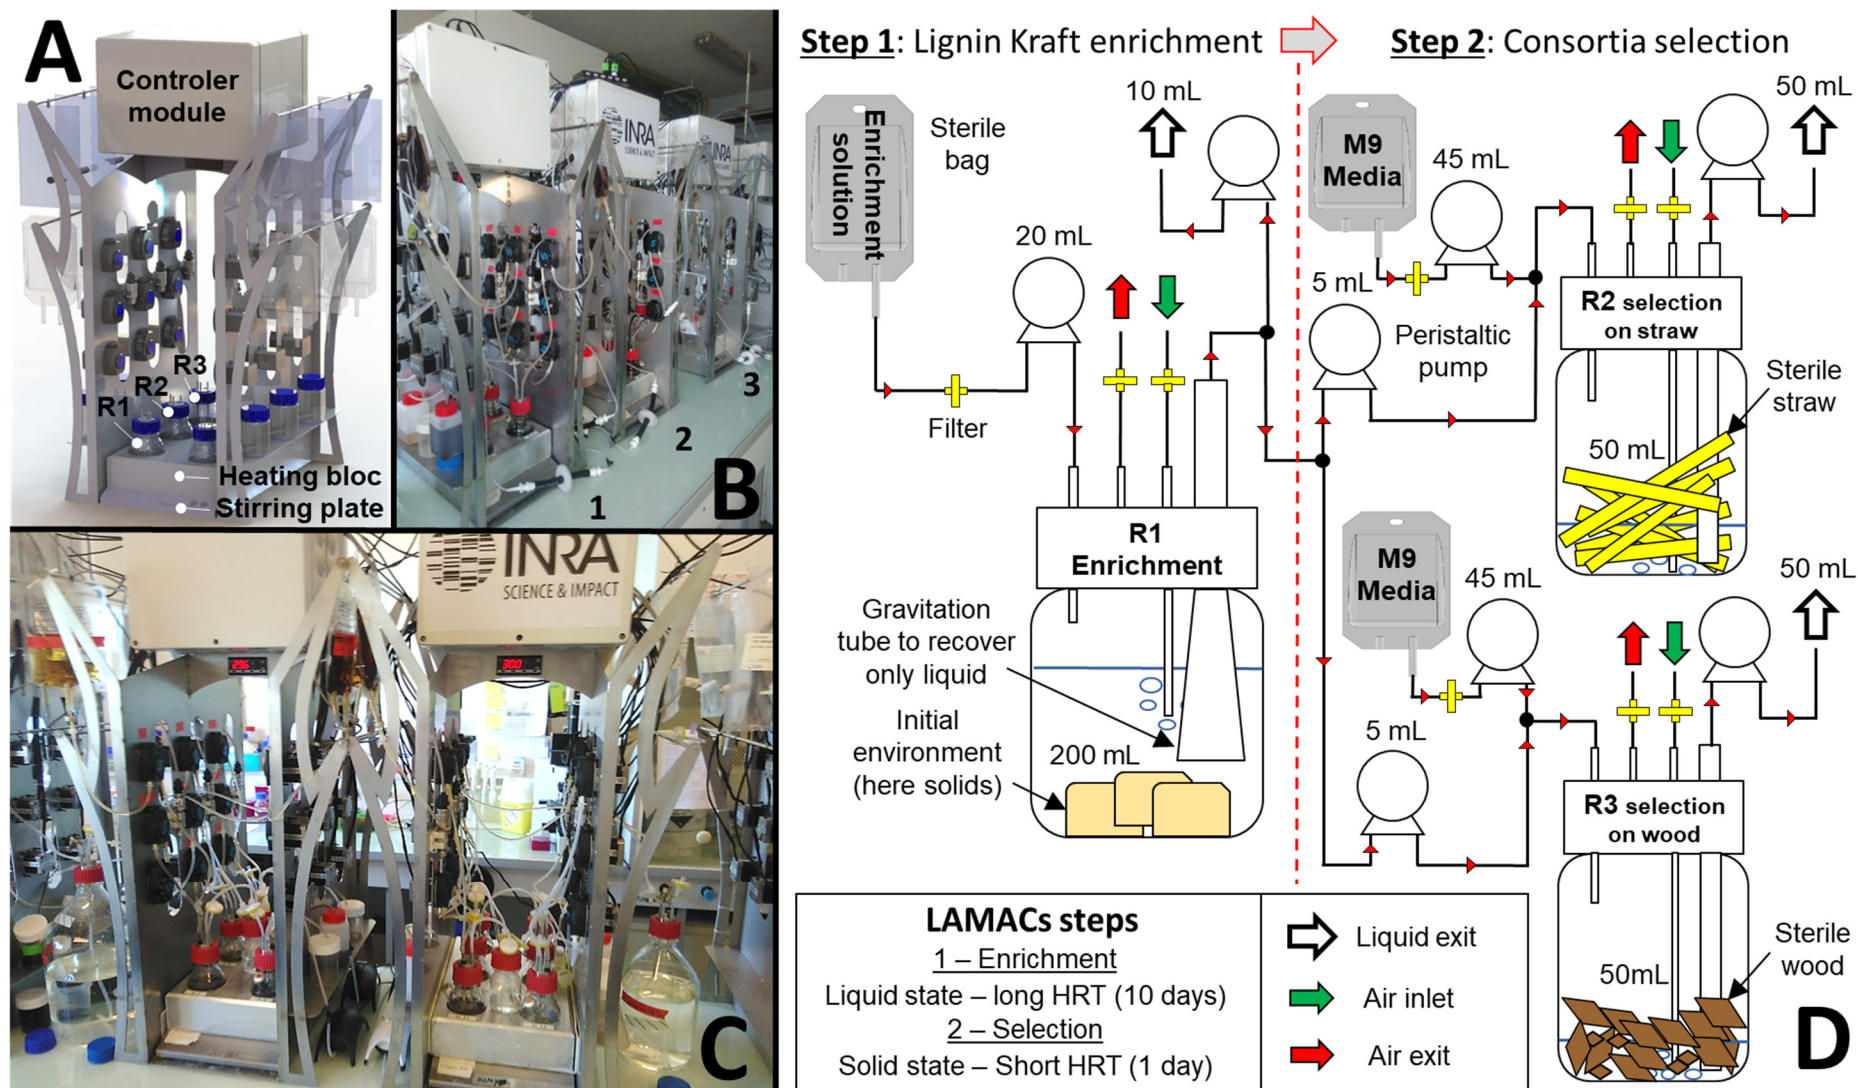 A
Controler
module
R3
R2
R1
Heating bloc
Stirring plate
INRA
SCIENCE & IMPACT
INRA
1
2
3
B
INRA
SCIENCE & IMPACT
300
C
Step 1: Lignin Kraft enrichment
Step 2: Consortia selection
Enrichment
solution
Sterile
bag
10 mL
20 mL
Filter
R1
Enrichment
Gravitation
tube to recover
only liquid
Initial
environment
(here solids)
200 mL
M9
Media
45 mL
50 mL
5 mL
Peristaltic
pump
R2 selection
on straw
Sterile
straw
50 mL
M9
Media
45 mL
50 mL
5 mL
R3 selection
on wood
Sterile
wood
50mL
LAMACs steps
1 – Enrichment
Liquid state – long HRT (10 days)
2 – Selection
Solid state – Short HRT (1 day)
Liquid exit
Air inlet
Air exit
D